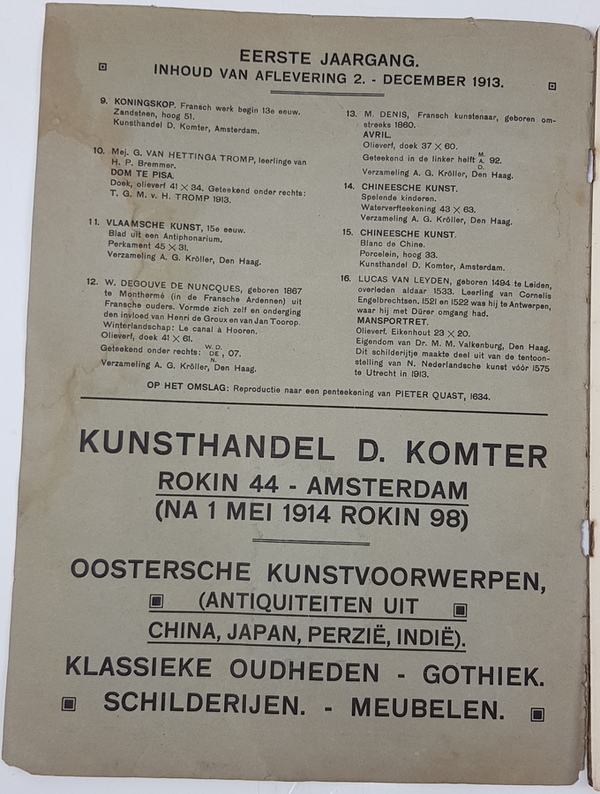 EERSTE JAARGANG.
INHOUD VAN AFLEVERING 2. - DECEMBER 1913.
9. KONINGSKOP. Fransch werk begin 13e eeuw.
Zandsteen, hoog 51.
Kunsthandel D. Komter, Amsterdam.
10. Mej. G. VAN HETTINGA TROMP, leerlinge van
H. P. Bremmer.
DOM TE PISA.
Doek, olieverf 41 × 34. Geteekend onder rechts:
T. G. M. v. H. TROMP 1913.
11. VLAAMSCHE KUNST, 15e eeuw.
Blad uit een Antiphonarium.
Perkament 45 × 31.
Verzameling A. G. Kröller, Den Haag.
12. W. DEGOUVE DE NUNCQUES, geboren 1867
te Monthermé (in de Fransche Ardennen) uit
Fransche ouders. Vormde zich zelf en onderging
den invloed van Henri de Groux en van Jan Toorop.
Winterlandschap: Le canal à Hooren.
Olieverf, doek 41 × 61.
W. D.
Geteekend onder rechts: DE , 07.
N.
Verzameling A. G. Kröller, Den Haag.
13. M. DENIS, Fransch kunstenaar, geboren om-
streeks 1860.
AVRIL.
Olieverf, doek 37 × 60.
M.
Geteekend in de linker helft A. 92.
D.
Verzameling A. G. Kröller, Den Haag.
14. CHINEESCHE KUNST.
Spelende kinderen.
Waterverfteekening 43 × 63.
Verzameling A. G. Kröller, Den Haag.
15. CHINEESCHE KUNST.
Blanc de Chine.
Porcelein, hoog 33.
Kunsthandel D. Komter, Amsterdam.
16. LUCAS VAN LEYDEN, geboren 1494 te Leiden,
overleden aldaar 1533. Leerling van Cornelis
Engelbrechtsen. 1521 en 1522 was hij te Antwerpen,
waar hij met Dürer omgang had.
MANSPORTRET.
Olieverf. Eikenhout 23 × 20.
Eigendom van Dr. M. M. Valkenburg, Den Haag.
Dit schilderijtje maakte deel uit van de tentoon-
stelling van N. Nederlandsche kunst vóór 1575
te Utrecht in 1913.
OP HET OMSLAG: Reproductie naar een penteekening van PIETER QUAST, 1634.
KUNSTHANDEL D. KOMTER
ROKIN 44 - AMSTERDAM
(NA 1 MEI 1914 ROKIN 98)
OOSTERSCHE KUNSTVOORWERPEN,
(ANTIQUITEITEN UIT
CHINA, JAPAN, PERZIË, INDIË).
KLASSIEKE OUDHEDEN - GOTHIEK.
SCHILDERIJEN. - MEUBELEN.